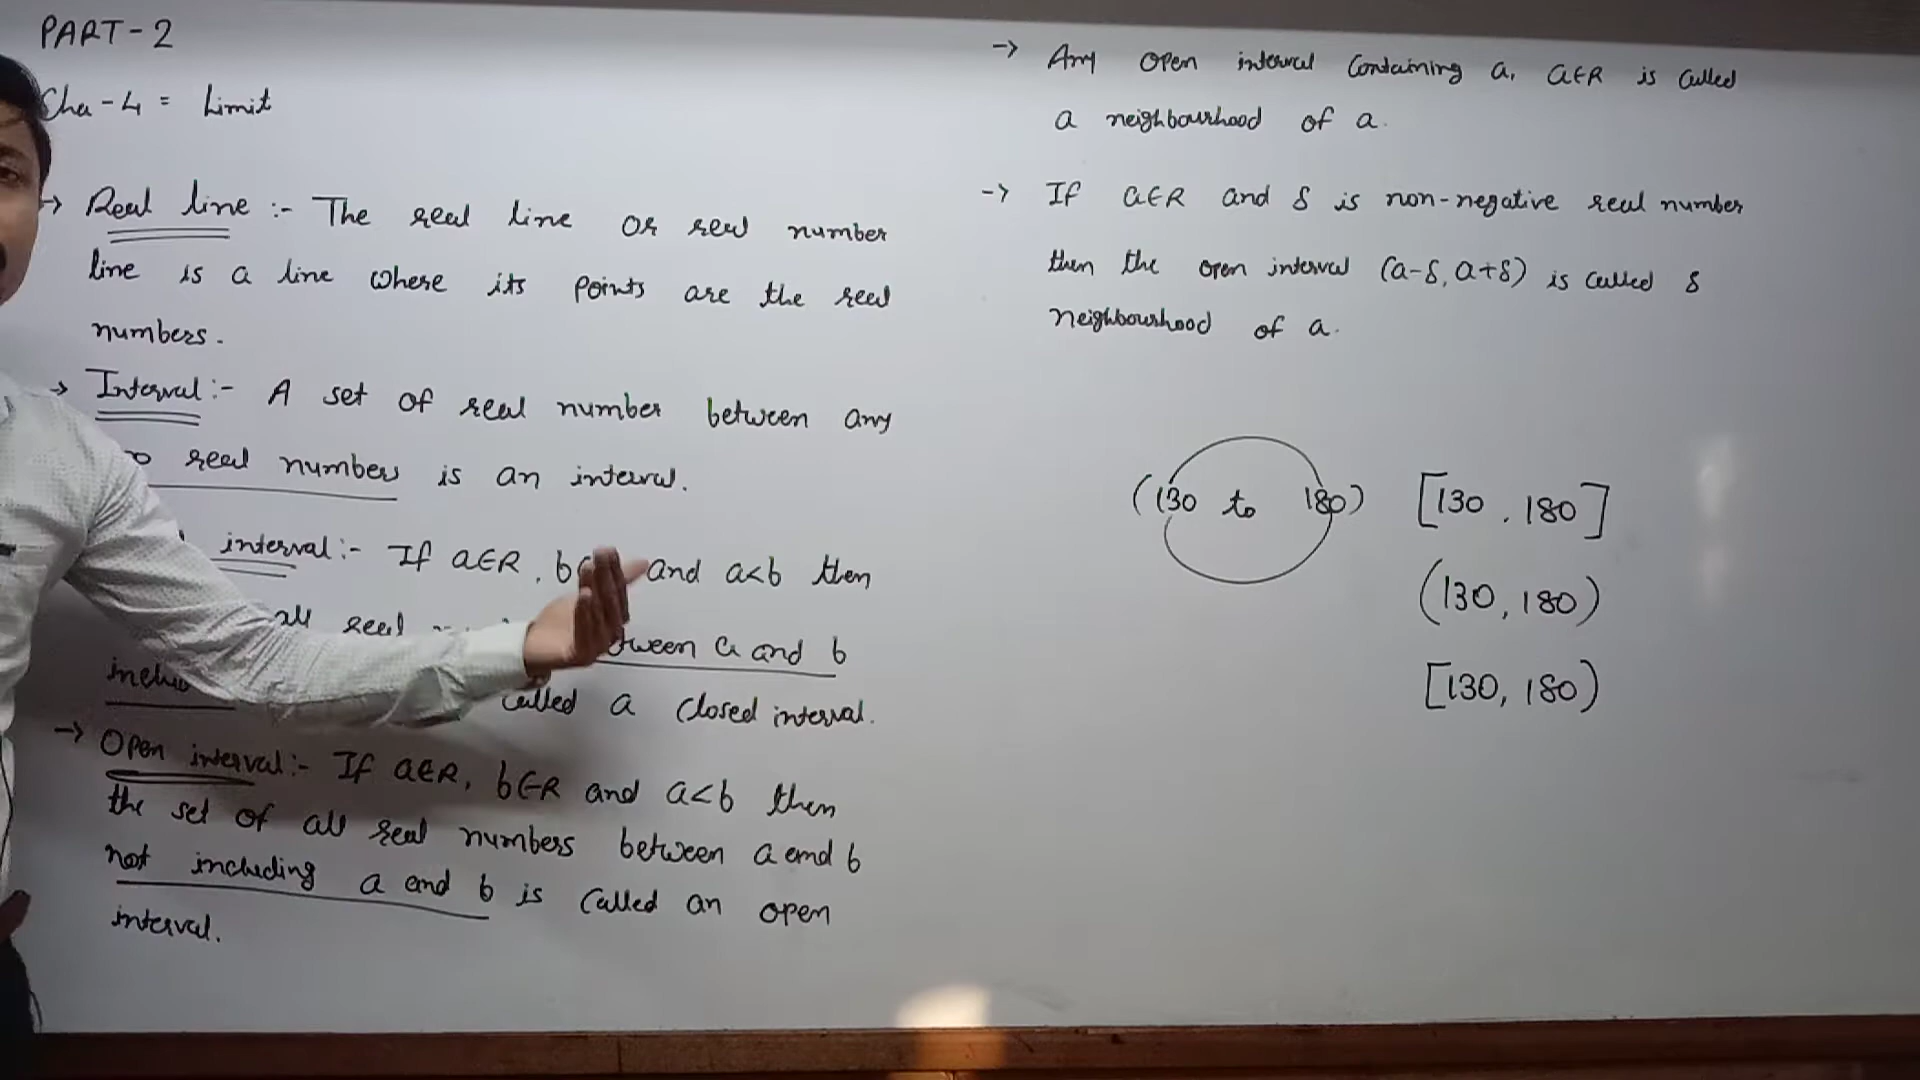 PART-2
Cha-4 = Limit
→ Real line :- The real line or real number
line is a line where its points are the real
numbers.
→ Interval :- A set of real number between any
real numbers is an interval.
interval :- If a∈R, b and a<b then
all real between a and b
called a closed interval.
→ Open interval :- If a∈R, b∈R and a<b then
the set of all real numbers between a and b
not including a and b is called an open
interval.
→ Any open interval containing a, a∈R is called
a neighbourhood of a.
→ If a∈R and δ is non-negative real number
then the open interval (a-δ, a+δ) is called δ
neighbourhood of a.
(130 to 180) [130, 180]
(130, 180)
[130, 180)